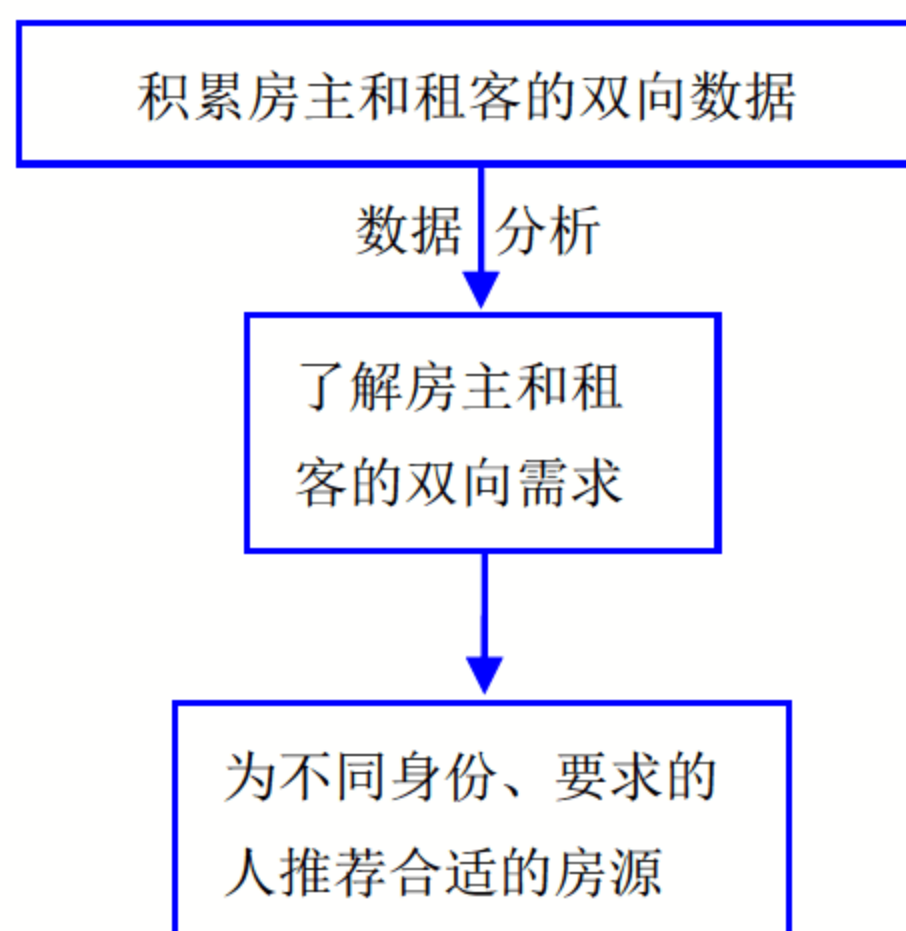 积累房主和租客的双向数据
数据 分析
了解房主和租
客的双向需求
为不同身份、要求的
人推荐合适的房源